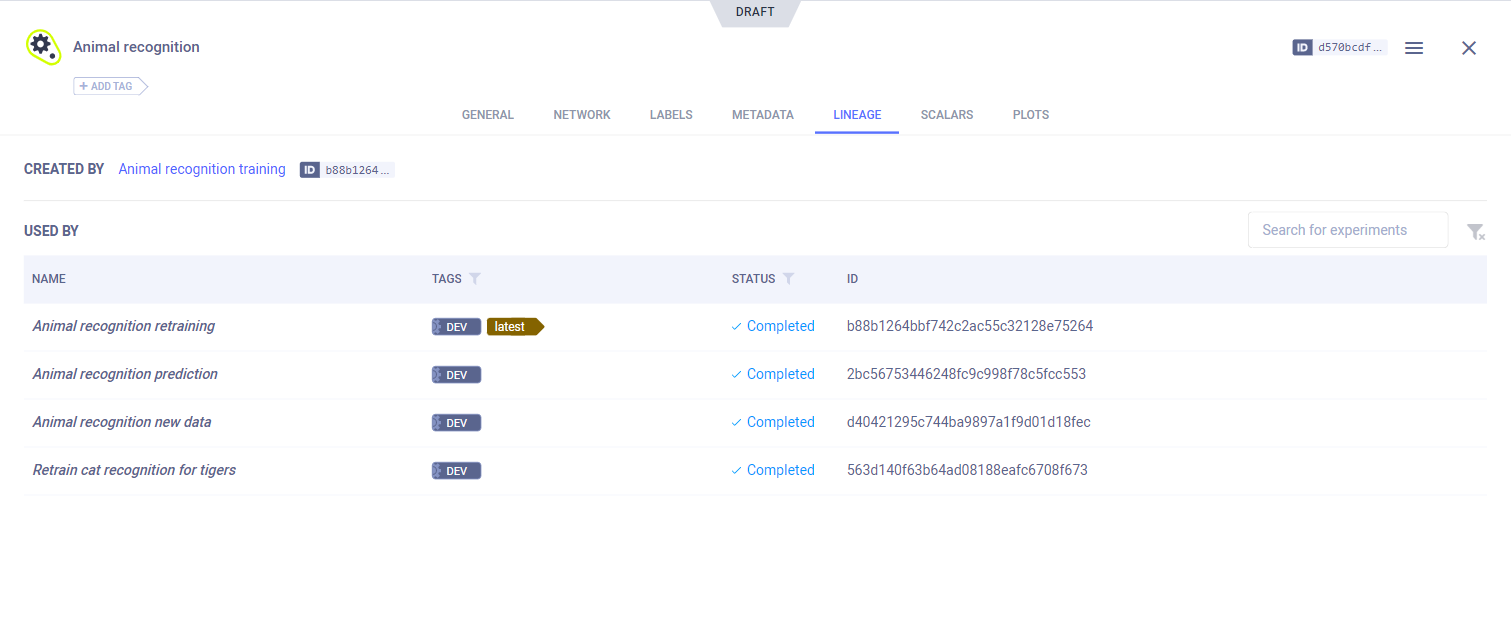 DRAFT
Animal recognition
ID d570bcdf...
+ ADD TAG
GENERAL NETWORK LABELS METADATA LINEAGE SCALARS PLOTS
CREATED BY Animal recognition training ID b88b1264...
USED BY Search for experiments
NAME TAGS STATUS ID
Animal recognition retraining DEV latest Completed b88b1264bbf742c2ac55c32128e75264
Animal recognition prediction DEV Completed 2bc56753446248fc9c998f78c5fcc553
Animal recognition new data DEV Completed d40421295c744ba9897a1f9d01d18fec
Retrain cat recognition for tigers DEV Completed 563d140f63b64ad08188eafc6708f673